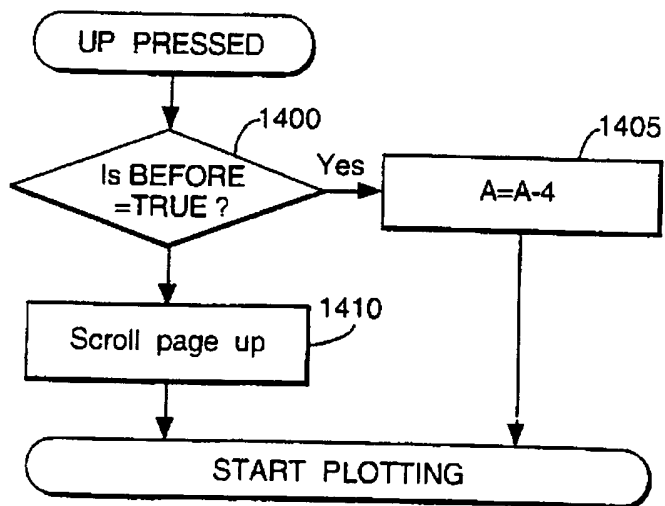 UP PRESSED
1400
Is BEFORE
=TRUE ?
Yes
1405
A=A-4
1410
Scroll page up
START PLOTTING